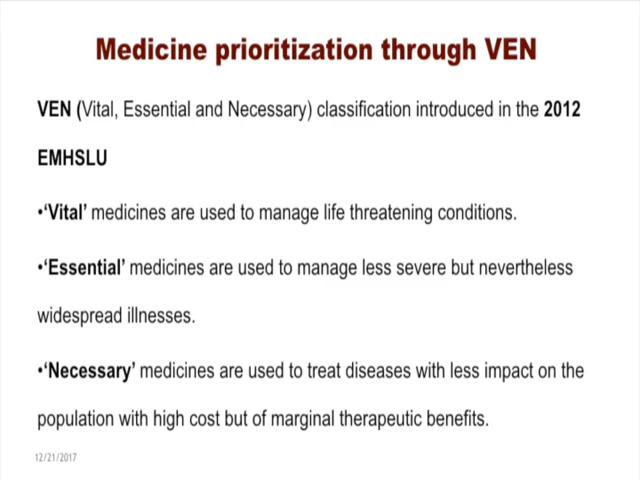 Medicine prioritization through VEN
VEN (Vital, Essential and Necessary) classification introduced in the 2012
EMHSLU
•‘Vital’ medicines are used to manage life threatening conditions.
•‘Essential’ medicines are used to manage less severe but nevertheless
widespread illnesses.
•‘Necessary’ medicines are used to treat diseases with less impact on the
population with high cost but of marginal therapeutic benefits.
12/21/2017